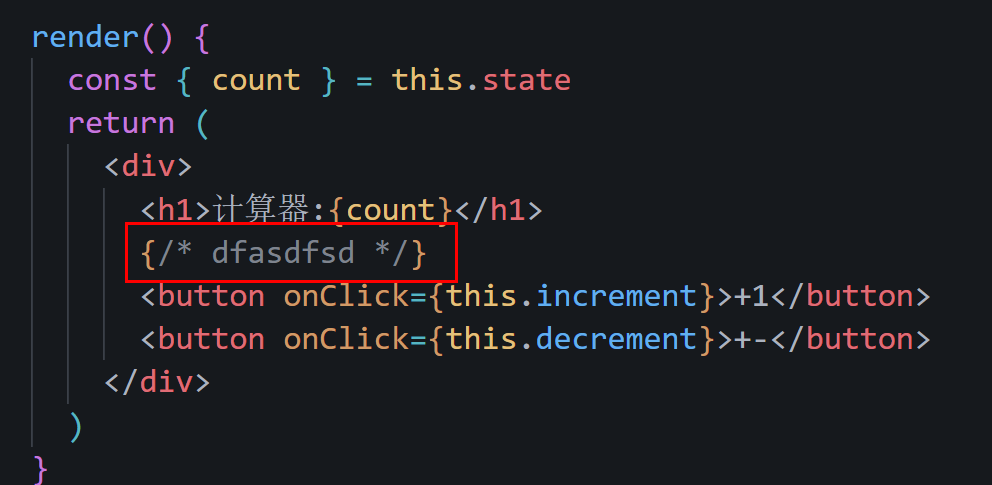 render() {
const { count } = this.state
return (
<div>
<h1>计算器:{count}</h1>
{/* dfasdfsd */}
<button onClick={this.increment}>+1</button>
<button onClick={this.decrement}>+-</button>
</div>
)
}